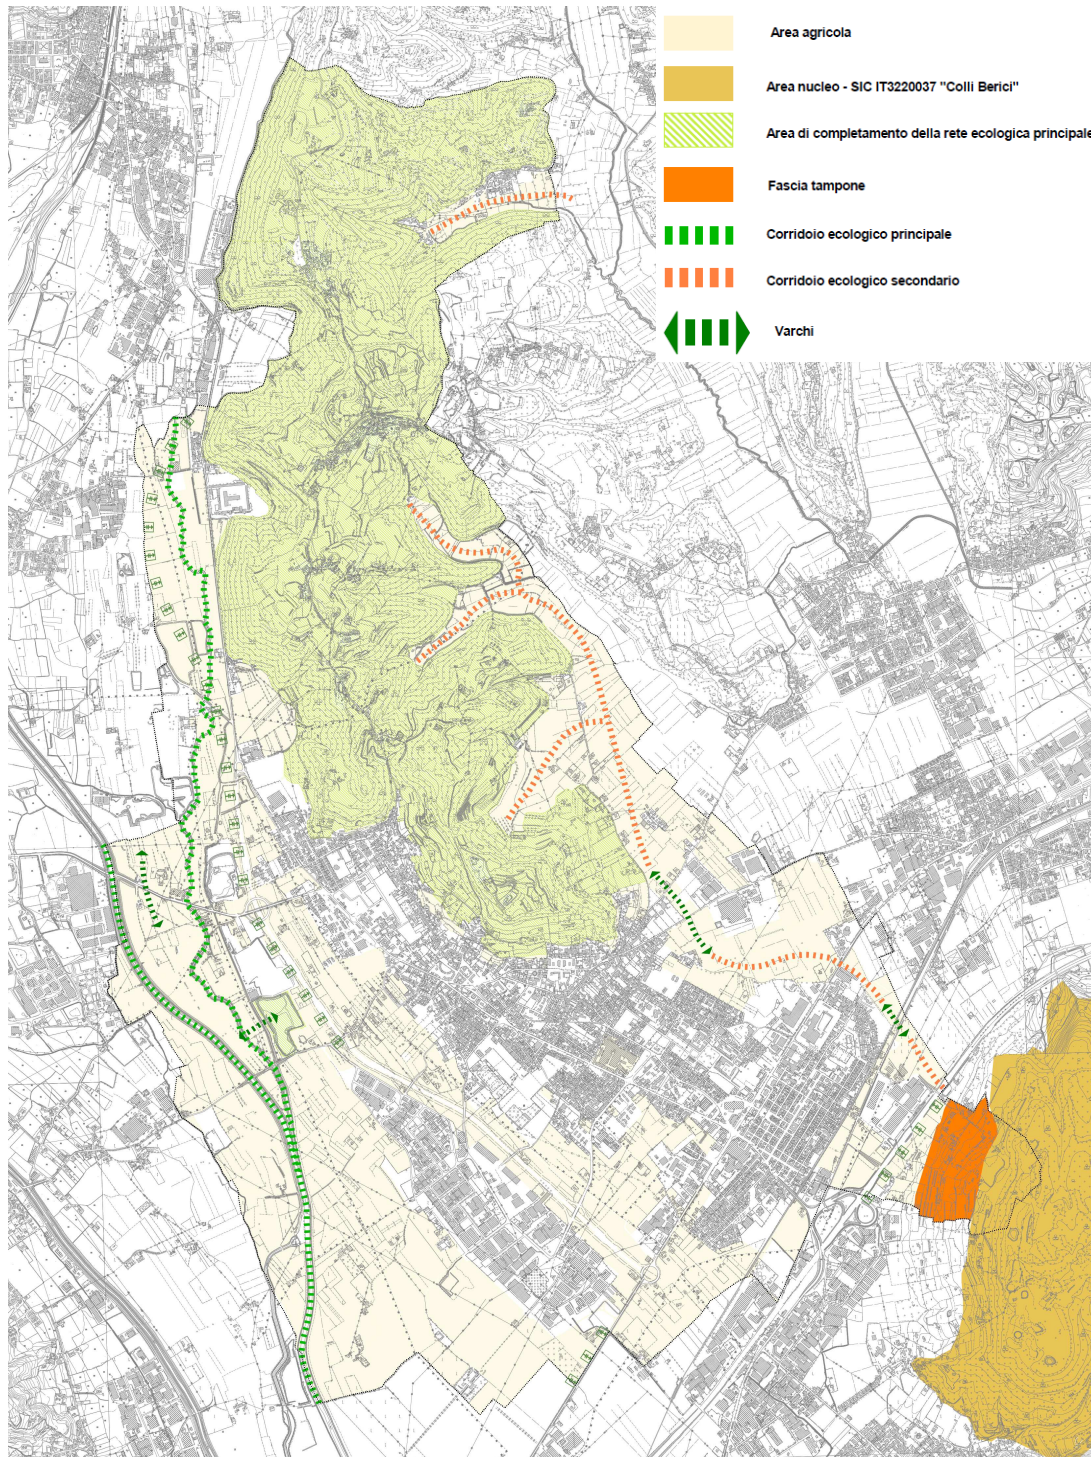 Area agricola
Area nucleo - SIC IT3220037 "Colli Berici"
Area di completamento della rete ecologica principale
Fascia tampone
Corridoio ecologico principale
Corridoio ecologico secondario
Varchi